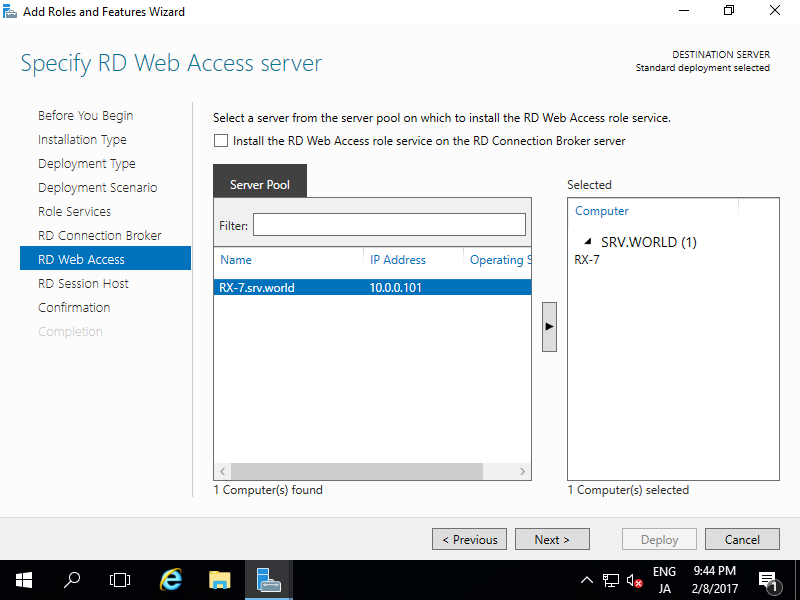 Add Roles and Features Wizard
Specify RD Web Access server
DESTINATION SERVER
Standard deployment selected
Before You Begin
Installation Type
Deployment Type
Deployment Scenario
Role Services
RD Connection Broker
RD Web Access
RD Session Host
Confirmation
Completion
Select a server from the server pool on which to install the RD Web Access role service.
Install the RD Web Access role service on the RD Connection Broker server
Server Pool
Filter:
Name IP Address Operating S
RX-7.srv.world 10.0.0.101
1 Computer(s) found
Selected
Computer
SRV.WORLD (1)
RX-7
1 Computer(s) selected
< Previous Next > Deploy Cancel
ENG
JA
9:44 PM
2/8/2017
1